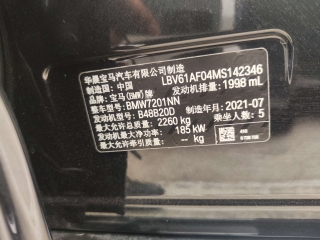 华晨宝马汽车有限公司制造
LBV61AF04MS142346
制造国: 中国
发动机排量: 1998 mL
品牌: 宝马(BMW)牌
整车型号: BMW7201NN
发动机型号: B48B20D
制造年月: 2021-07
最大允许总质量: 2260 kg
乘坐人数: 5
发动机最大净功率: 185 kW
最大允许牵引质量: -- kg